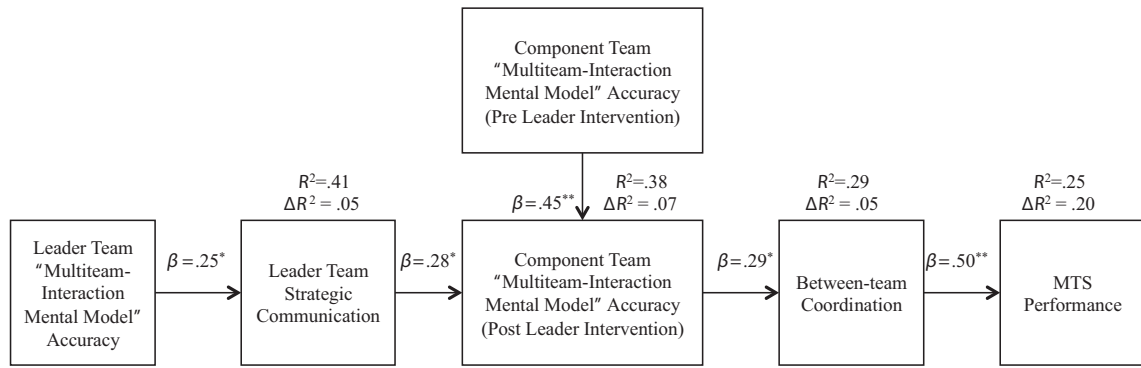 Component Team
“Multiteam-Interaction
Mental Model” Accuracy
(Pre Leader Intervention)
R²=.41
ΔR² = .05
β=.45**
R²=.38
ΔR² = .07
R²=.29
ΔR² = .05
R²=.25
ΔR² = .20
Leader Team
“Multiteam-
Interaction
Mental Model”
Accuracy
β=.25*
Leader Team
Strategic
Communication
β=.28*
Component Team
“Multiteam-Interaction
Mental Model” Accuracy
(Post Leader Intervention)
β=.29*
Between-team
Coordination
β=.50**
MTS
Performance